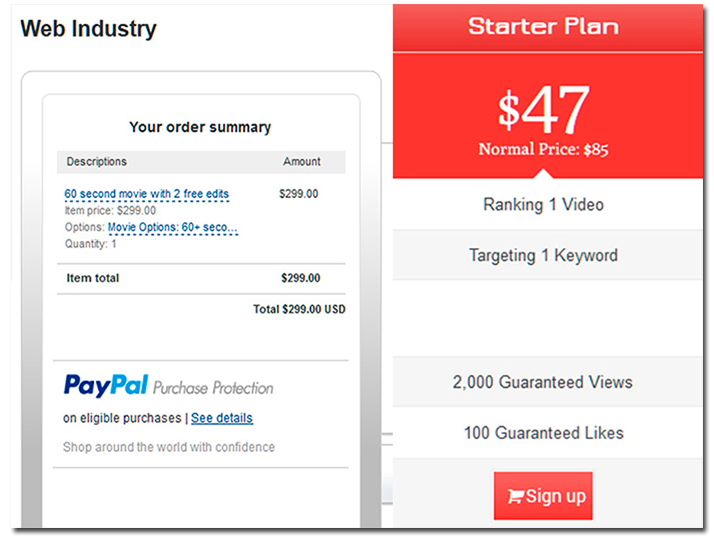 Web Industry
Your order summary
Descriptions Amount
60 second movie with 2 free edits $299.00
Item price: $299.00
Options: Movie Options: 60+ seco...
Quantity: 1
Item total $299.00
Total $299.00 USD
PayPal Purchase Protection
on eligible purchases | See details
Shop around the world with confidence
Starter Plan
$47
Normal Price: $85
Ranking 1 Video
Targeting 1 Keyword
2,000 Guaranteed Views
100 Guaranteed Likes
Sign up